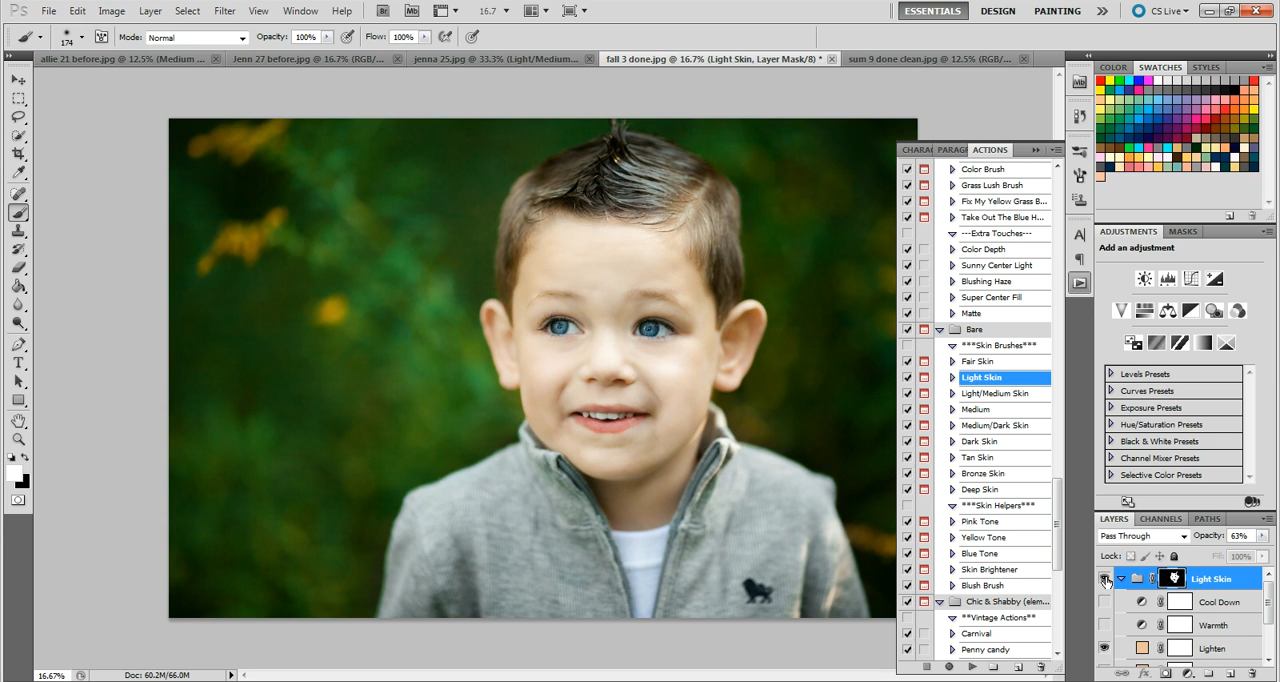 Ps File Edit Image Layer Select Filter View Window Help Br Mb 16.7 ESSENTIALS DESIGN PAINTING CS Live
174 Mode: Normal Opacity: 100% Flow: 100%
allie 21 before.jpg @ 12.5% (Medium ... Jenn 27 before.jpg @ 16.7% (RGB/... jenna 25.jpg @ 33.3% (Light/Medium... fall 3 done.jpg @ 16.7% (Light Skin, Layer Mask/8) * sum 9 done clean.jpg @ 12.5% (RGB/...
COLOR SWATCHES STYLES
Mb
CHARAC PARAGR ACTIONS
Color Brush
Grass Lush Brush
Fix My Yellow Grass B...
Take Out The Blue H...
---Extra Touches---
Color Depth
Sunny Center Light
Blushing Haze
Super Center Fill
Matte
Bare
***Skin Brushes***
Fair Skin
Light Skin
Light/Medium Skin
Medium
Medium/Dark Skin
Dark Skin
Tan Skin
Bronze Skin
Deep Skin
***Skin Helpers***
Pink Tone
Yellow Tone
Blue Tone
Skin Brightener
Blush Brush
Chic & Shabby (elem...
**Vintage Actions**
Carnival
Penny candy
ADJUSTMENTS MASKS
Add an adjustment
Levels Presets
Curves Presets
Exposure Presets
Hue/Saturation Presets
Black & White Presets
Channel Mixer Presets
Selective Color Presets
LAYERS CHANNELS PATHS
Pass Through Opacity: 63%
Lock: Fill: 100%
Light Skin
Cool Down
Warmth
Lighten
16.67% Doc: 60.2M/66.0M